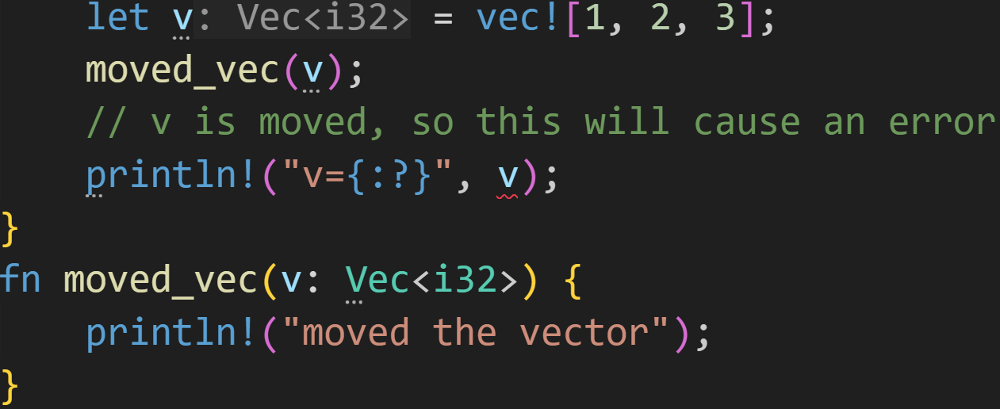 let v: Vec<i32> = vec![1, 2, 3];
moved_vec(v);
// v is moved, so this will cause an error
println!("v={:?}", v);
}
fn moved_vec(v: Vec<i32>) {
println!("moved the vector");
}